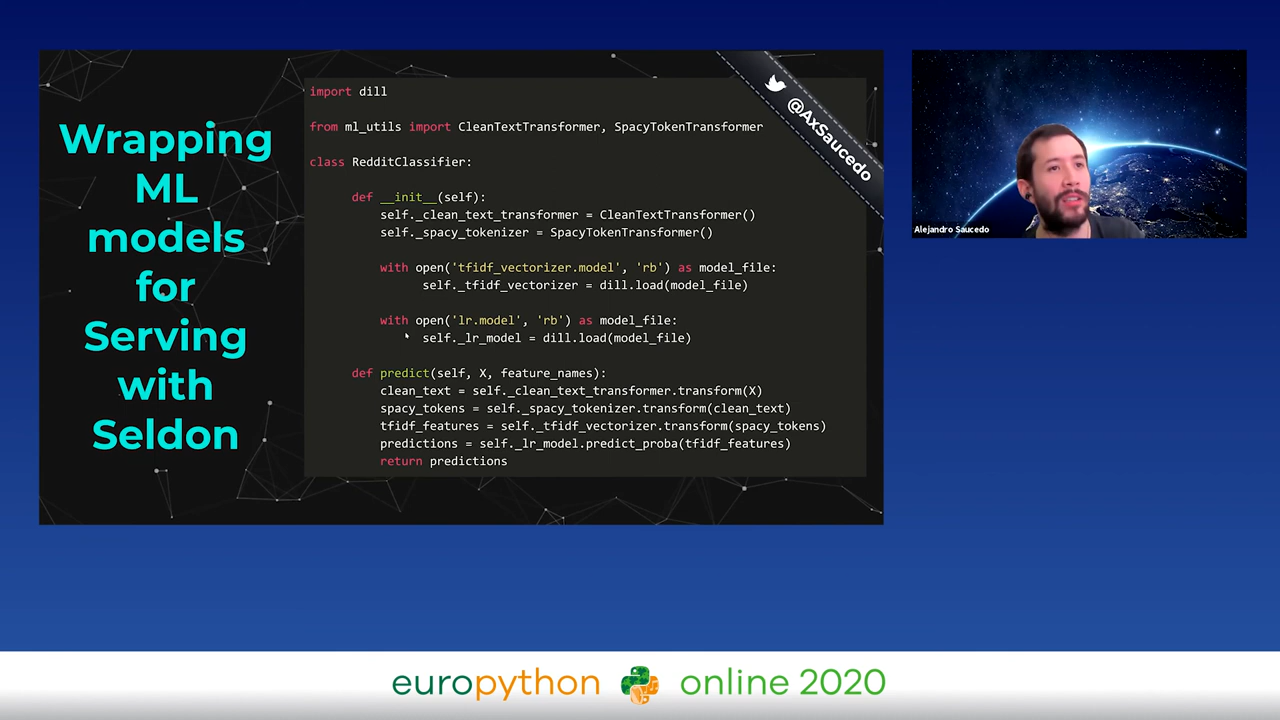 Wrapping
ML
models
for
Serving
with
Seldon
import dill
from ml_utils import CleanTextTransformer, SpacyTokenTransformer
class RedditClassifier:
def __init__(self):
self._clean_text_transformer = CleanTextTransformer()
self._spacy_tokenizer = SpacyTokenTransformer()
with open('tfidf_vectorizer.model', 'rb') as model_file:
self._tfidf_vectorizer = dill.load(model_file)
with open('lr.model', 'rb') as model_file:
self._lr_model = dill.load(model_file)
def predict(self, X, feature_names):
clean_text = self._clean_text_transformer.transform(X)
spacy_tokens = self._spacy_tokenizer.transform(clean_text)
tfidf_features = self._tfidf_vectorizer.transform(spacy_tokens)
predictions = self._lr_model.predict_proba(tfidf_features)
return predictions
@AxSaucedo
Alejandro Saucedo
europython online 2020